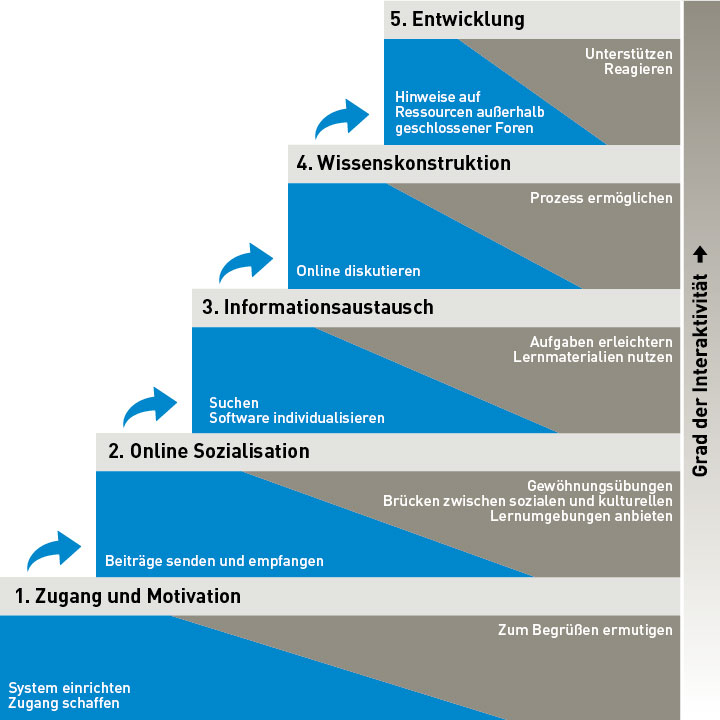 5. Entwicklung
Unterstützen
Reagieren
Hinweise auf
Ressourcen außerhalb
geschlossener Foren
4. Wissenskonstruktion
Prozess ermöglichen
Online diskutieren
3. Informationsaustausch
Aufgaben erleichtern
Lernmaterialien nutzen
Suchen
Software individualisieren
2. Online Sozialisation
Gewöhnungsübungen
Brücken zwischen sozialen und kulturellen
Lernumgebungen anbieten
Beiträge senden und empfangen
1. Zugang und Motivation
Zum Begrüßen ermutigen
System einrichten
Zugang schaffen
Grad der Interaktivität